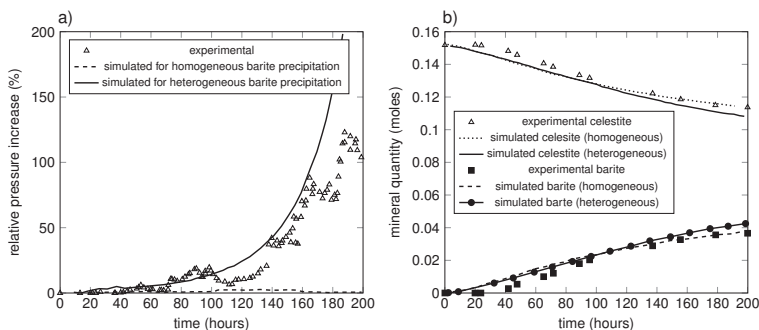 a)
200
150
100
50
0
0 20 40 60 80 100 120 140 160 180 200
relative pressure increase (%)
time (hours)
experimental
simulated for homogeneous barite precipitation
simulated for heterogeneous barite precipitation
b)
0.16
0.12
0.1
0.08
0.06
0.04
0.02
0
0 20 40 60 80 100 120 140 160 180 200
mineral quantity (moles)
time (hours)
experimental celestite
simulated celesite (homogeneous)
simulated celestite (heterogeneous)
experimental barite
simulated barite (homogeneous)
simulated barte (heterogeneous)